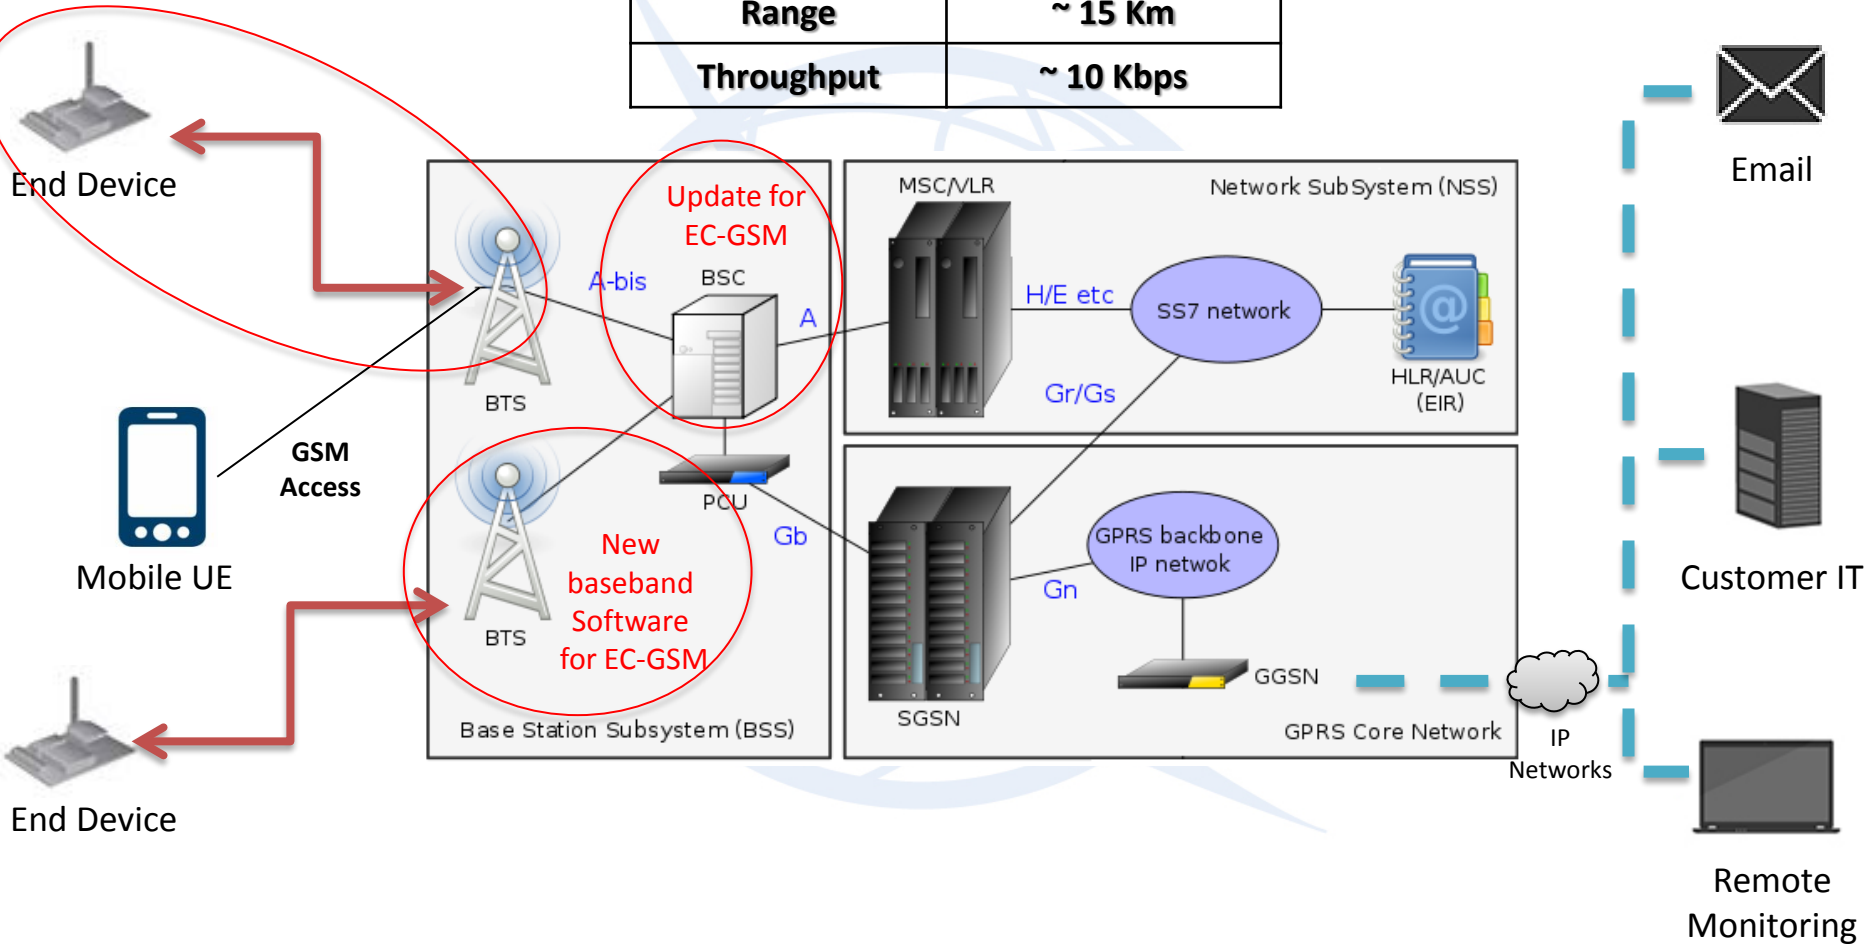 Range ~ 15 Km
Throughput ~ 10 Kbps
End Device
Mobile UE
End Device
GSM
Access
Update for
EC-GSM
A-bis
BSC
A
BTS
PCU
Gb
New
baseband
Software
for EC-GSM
BTS
Base Station Subsystem (BSS)
MSC/VLR
Network SubSystem (NSS)
H/E etc
SS7 network
HLR/AUC
(EIR)
Gr/Gs
GPRS backbone
IP netwok
Gn
SGSN
GGSN
GPRS Core Network
IP
Networks
Email
Customer IT
Remote
Monitoring